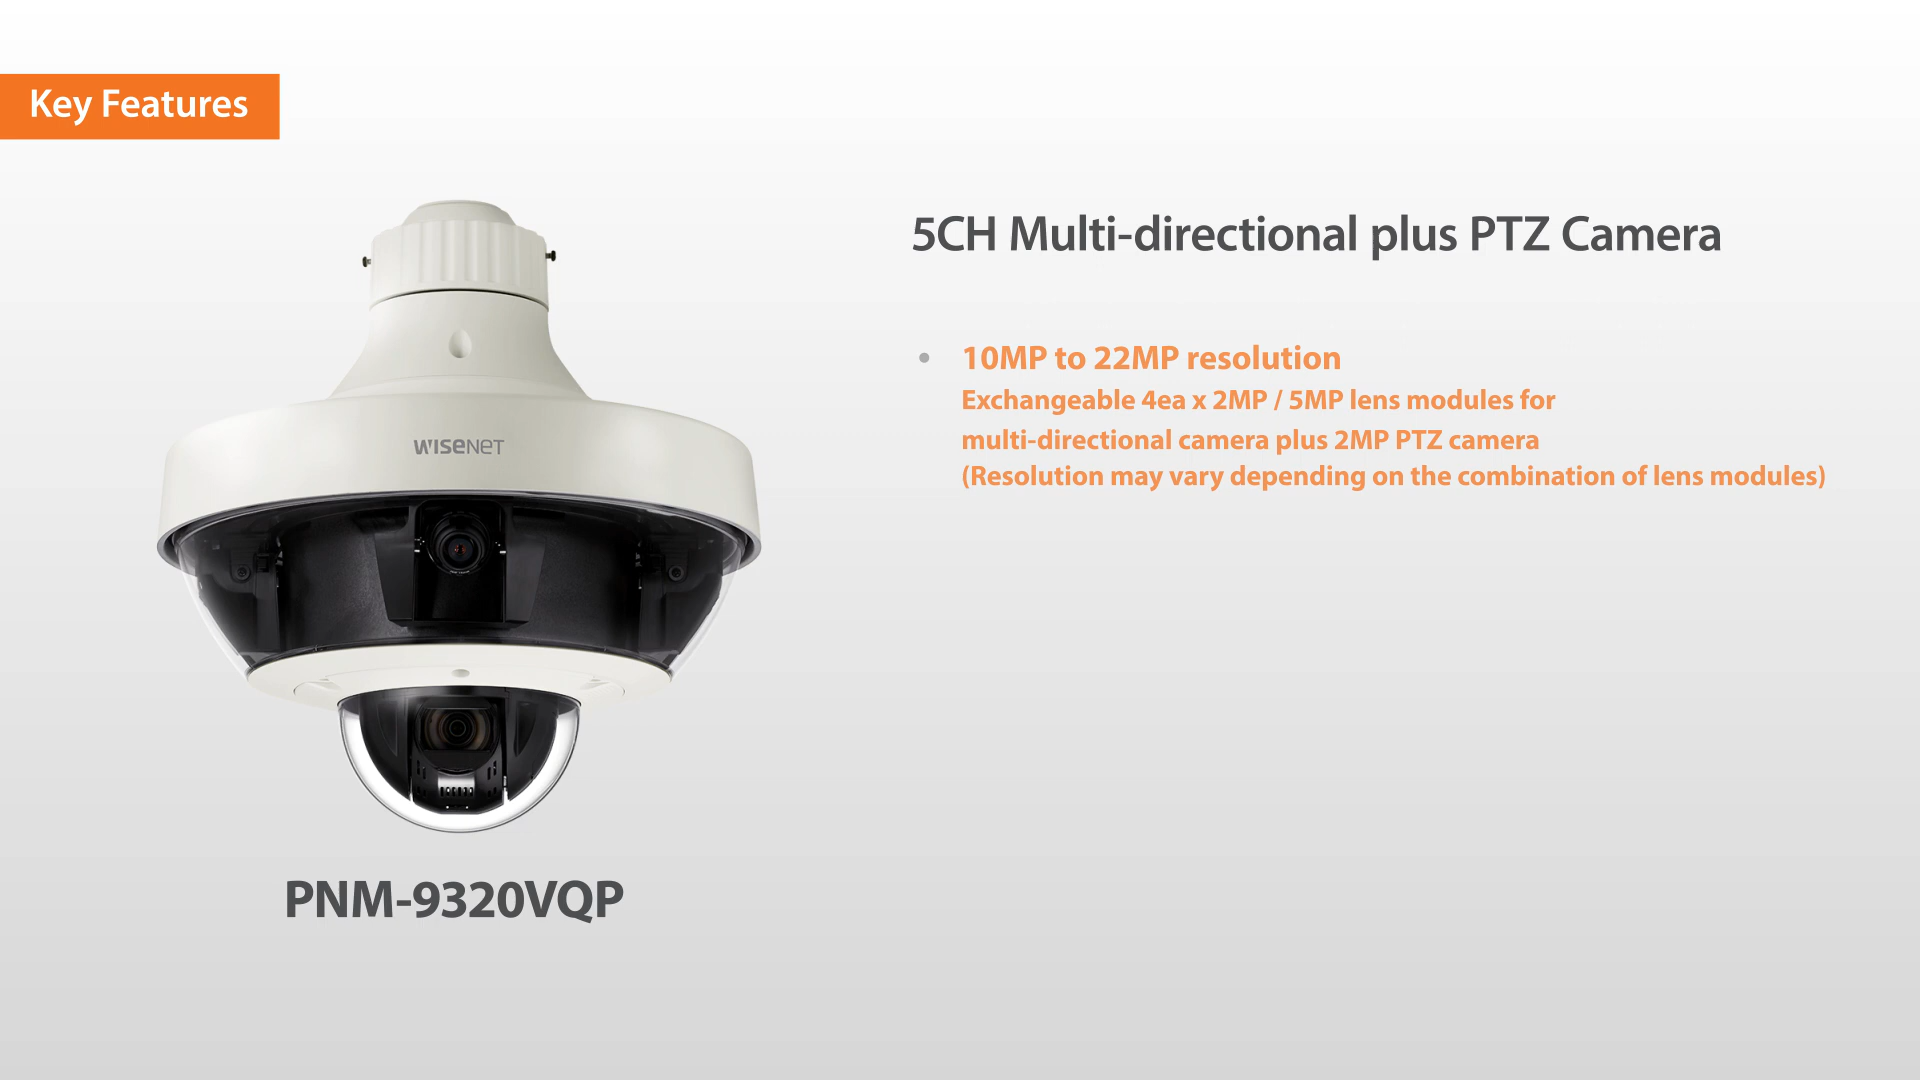 Key Features
5CH Multi-directional plus PTZ Camera
• 10MP to 22MP resolution
Exchangeable 4ea x 2MP / 5MP lens modules for
multi-directional camera plus 2MP PTZ camera
(Resolution may vary depending on the combination of lens modules)
WISENET
PNM-9320VQP